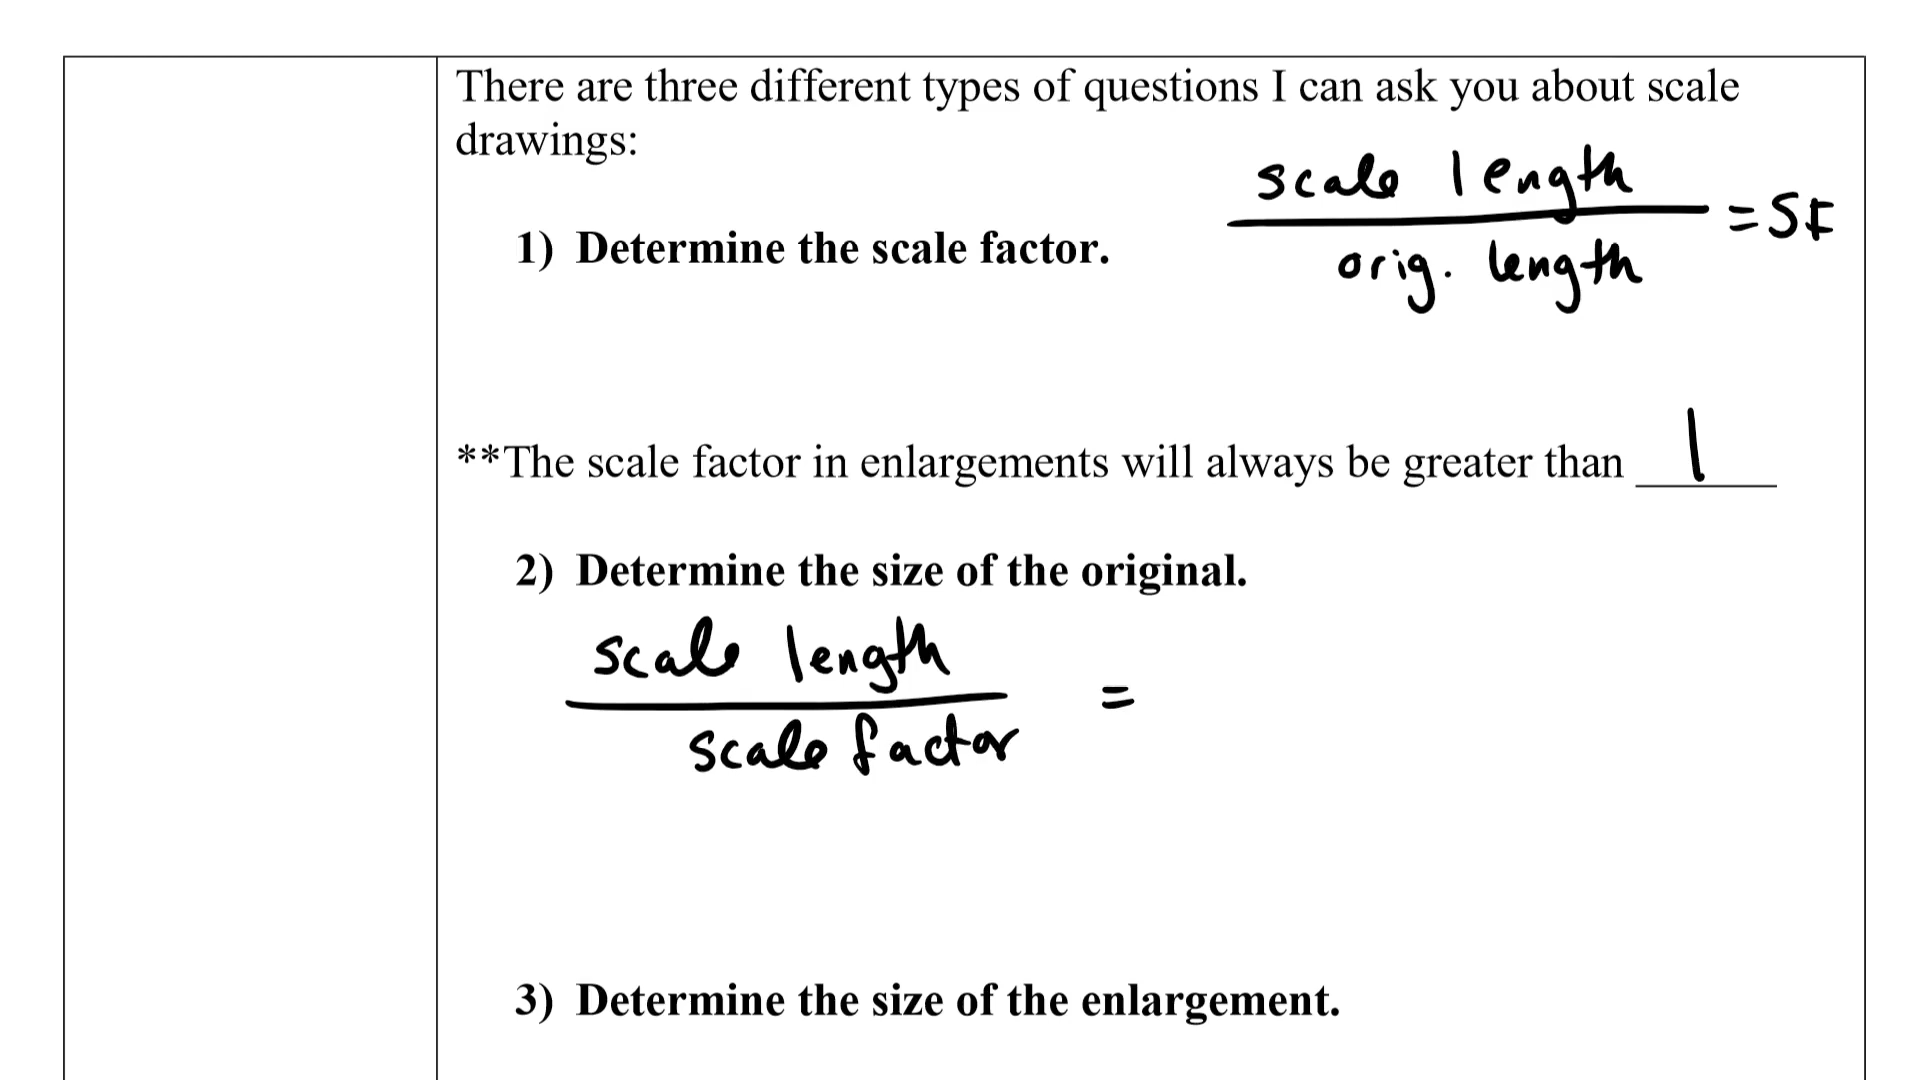 There are three different types of questions I can ask you about scale
drawings:
scale length
1) Determine the scale factor.
= SF
orig. length
**The scale factor in enlargements will always be greater than 1
2) Determine the size of the original.
scale length
=
scale factor
3) Determine the size of the enlargement.